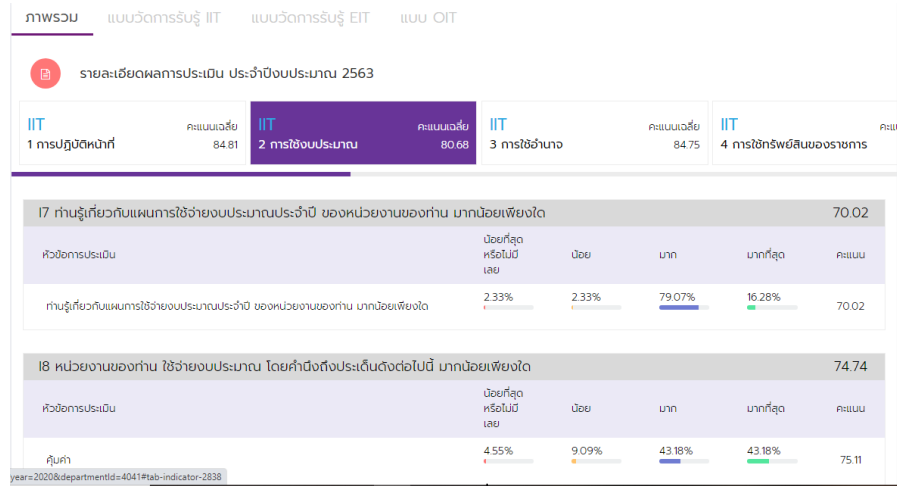 ภาพรวม แบบวัดการรับรู้ IIT แบบวัดการรับรู้ EIT แบบ OIT
รายละเอียดผลการประเมิน ประจำปีงบประมาณ 2563
IIT คะแนนเฉลี่ย IIT คะแนนเฉลี่ย IIT คะแนนเฉลี่ย IIT
1 การปฏิบัติหน้าที่ 84.81 2 การใช้งบประมาณ 80.68 3 การใช้อำนาจ 84.75 4 การใช้ทรัพย์สินของราชการ
I7 ท่านรู้เกี่ยวกับแผนการใช้จ่ายงบประมาณประจำปี ของหน่วยงานของท่าน มากน้อยเพียงใด 70.02
หัวข้อการประเมิน น้อยที่สุด
หรือไม่มี
เลย น้อย มาก มากที่สุด คะแนน
ท่านรู้เกี่ยวกับแผนการใช้จ่ายงบประมาณประจำปี ของหน่วยงานของท่าน มากน้อยเพียงใด 2.33% 2.33% 79.07% 16.28% 70.02
I8 หน่วยงานของท่าน ใช้จ่ายงบประมาณ โดยคำนึงถึงประเด็นดังต่อไปนี้ มากน้อยเพียงใด 74.74
หัวข้อการประเมิน น้อยที่สุด
หรือไม่มี
เลย น้อย มาก มากที่สุด คะแนน
คุ้มค่า 4.55% 9.09% 43.18% 43.18% 75.11
year=2020&departmentId=4041#tab-indicator-2838